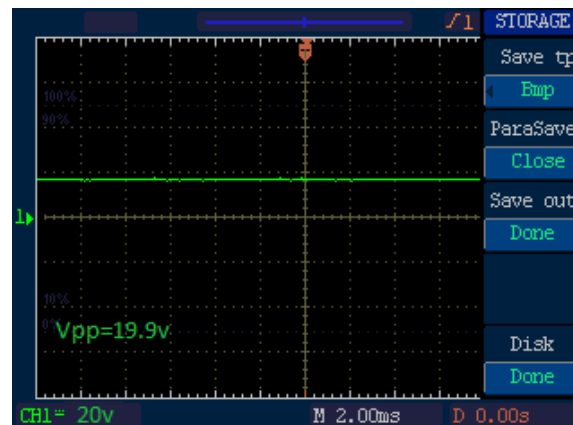 /1 STORAGE
Save tp
Bmp
ParaSave
Close
Save out
Done
Disk
Done
100%
90%
1
10%
0%
Vpp=19.9v
CH1= 20v
M 2.00ms
D 0.00s